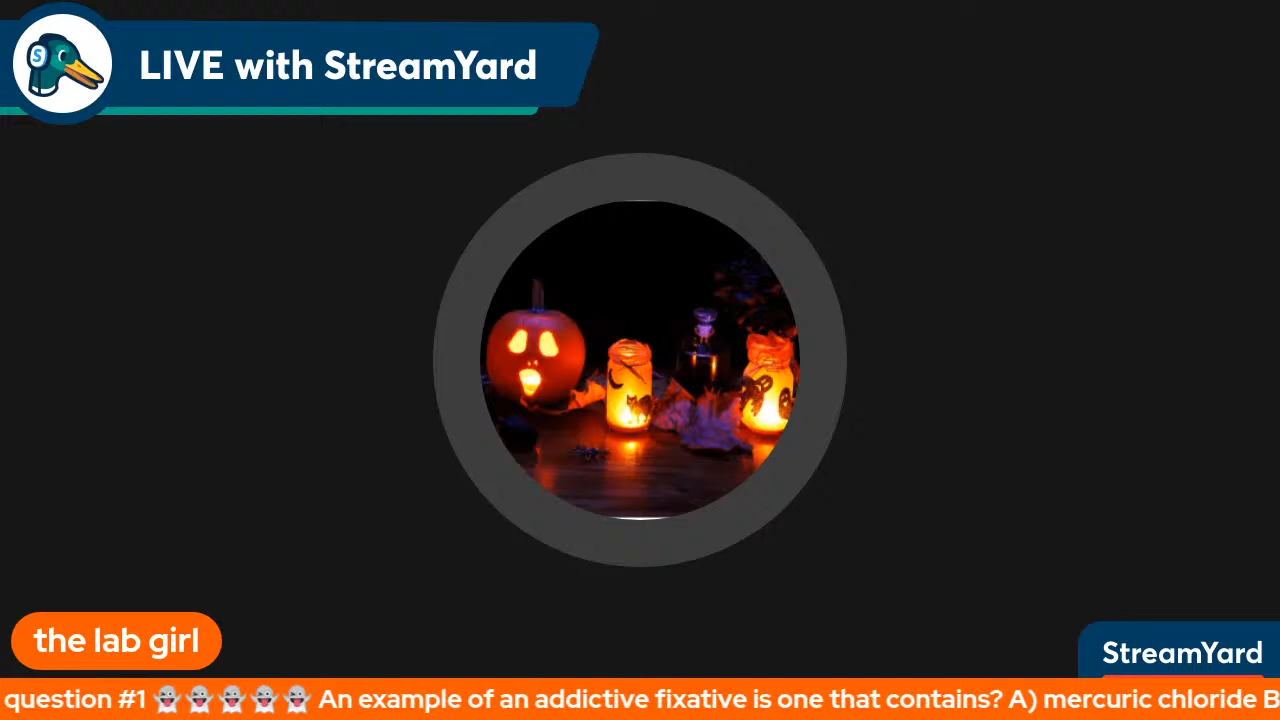 LIVE with StreamYard
the lab girl
StreamYard
question #1 👻👻👻👻👻 An example of an addictive fixative is one that contains? A) mercuric chloride B